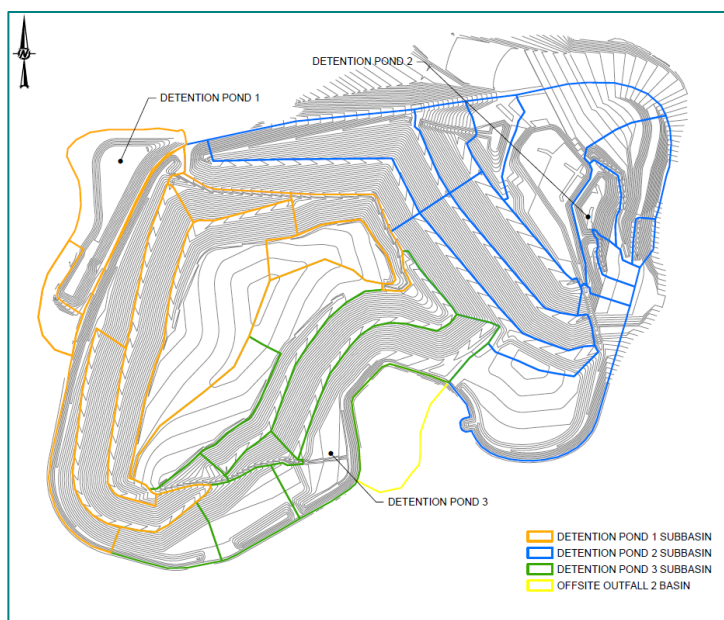 N
DETENTION POND 2
DETENTION POND 1
DETENTION POND 3
DETENTION POND 1 SUBBASIN
DETENTION POND 2 SUBBASIN
DETENTION POND 3 SUBBASIN
OFFSITE OUTFALL 2 BASIN